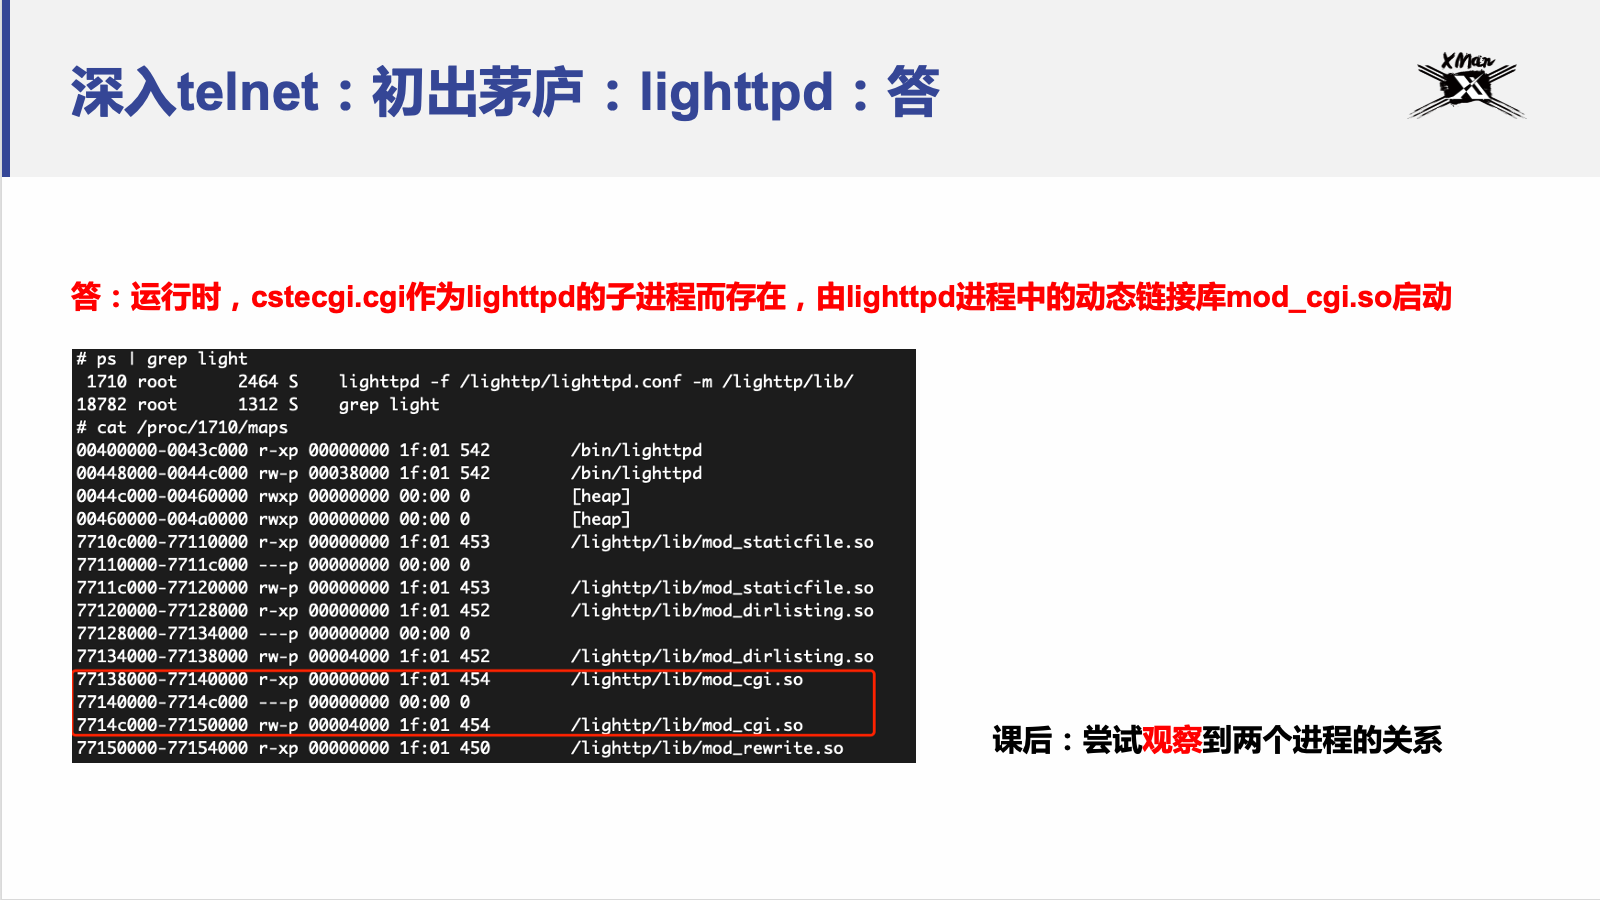 深入telnet：初出茅庐：lighttpd：答
XMan
答：运行时，cstecgi.cgi作为lighttpd的子进程而存在，由lighttpd进程中的动态链接库mod_cgi.so启动
# ps | grep light
 1710 root      2464 S    lighttpd -f /lighttp/lighttpd.conf -m /lighttp/lib/
18782 root      1312 S    grep light
# cat /proc/1710/maps
00400000-0043c000 r-xp 00000000 1f:01 542        /bin/lighttpd
00448000-0044c000 rw-p 00038000 1f:01 542        /bin/lighttpd
0044c000-00460000 rwxp 00000000 00:00 0          [heap]
00460000-004a0000 rwxp 00000000 00:00 0          [heap]
7710c000-77110000 r-xp 00000000 1f:01 453        /lighttp/lib/mod_staticfile.so
77110000-7711c000 ---p 00000000 00:00 0
7711c000-77120000 rw-p 00000000 1f:01 453        /lighttp/lib/mod_staticfile.so
77120000-77128000 r-xp 00000000 1f:01 452        /lighttp/lib/mod_dirlisting.so
77128000-77134000 ---p 00000000 00:00 0
77134000-77138000 rw-p 00004000 1f:01 452        /lighttp/lib/mod_dirlisting.so
77138000-77140000 r-xp 00000000 1f:01 454        /lighttp/lib/mod_cgi.so
77140000-7714c000 ---p 00000000 00:00 0
7714c000-77150000 rw-p 00004000 1f:01 454        /lighttp/lib/mod_cgi.so
77150000-77154000 r-xp 00000000 1f:01 450        /lighttp/lib/mod_rewrite.so
课后：尝试观察到两个进程的关系